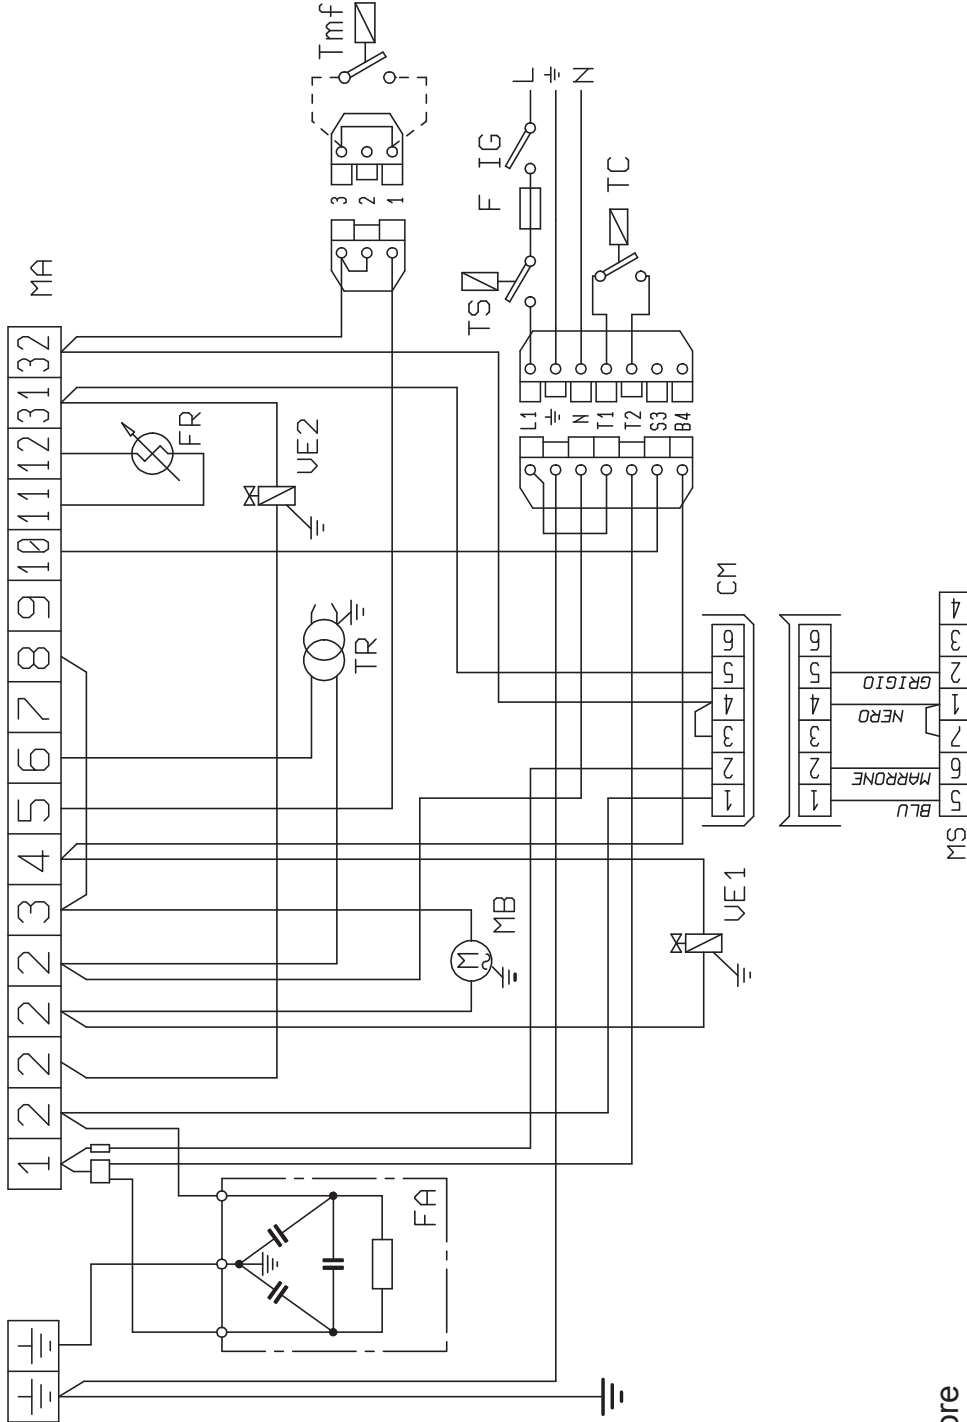 MA
32
31
12
11
10
9
8
7
6
5
4
3
2
2
2
2
1
Tmf
3
2
1
L
N
IG
F
TS
TC
FR
VE2
L1
N
T1
T2
S3
B4
TR
CM
6
5
4
3
2
1
6
5
4
3
2
1
GRIGIO
NERO
MARRONE
BLU
4
3
2
1
7
6
5
MS
MB
M
VE1
FA
ore